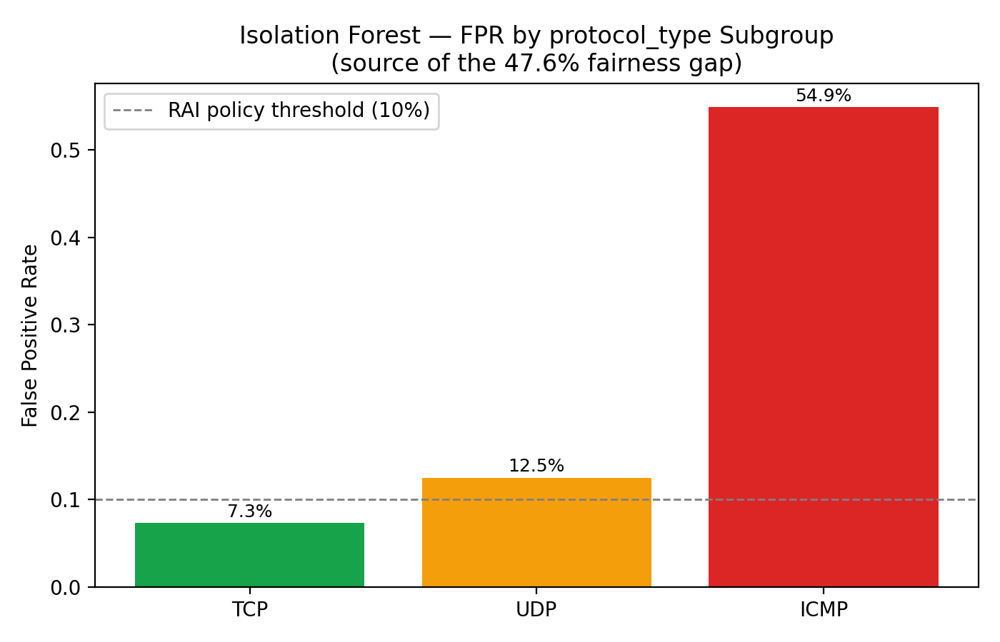 Isolation Forest — FPR by protocol_type Subgroup
(source of the 47.6% fairness gap)
RAI policy threshold (10%)
54.9%
12.5%
7.3%
False Positive Rate
0.5
0.4
0.3
0.2
0.1
0.0
TCP
UDP
ICMP